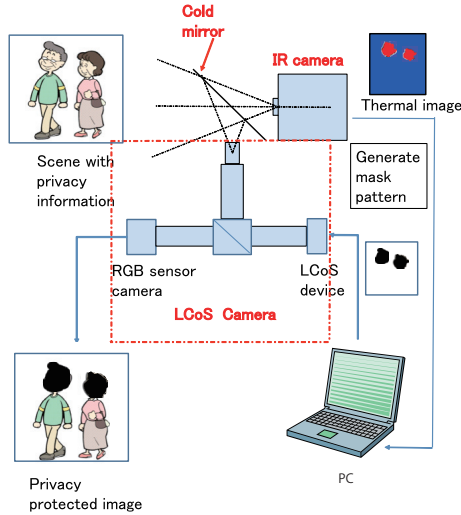 Cold
mirror
IR camera
Thermal image
Scene with
privacy
information
Generate
mask
pattern
RGB sensor
camera
LCoS
device
LCoS Camera
PC
Privacy
protected image